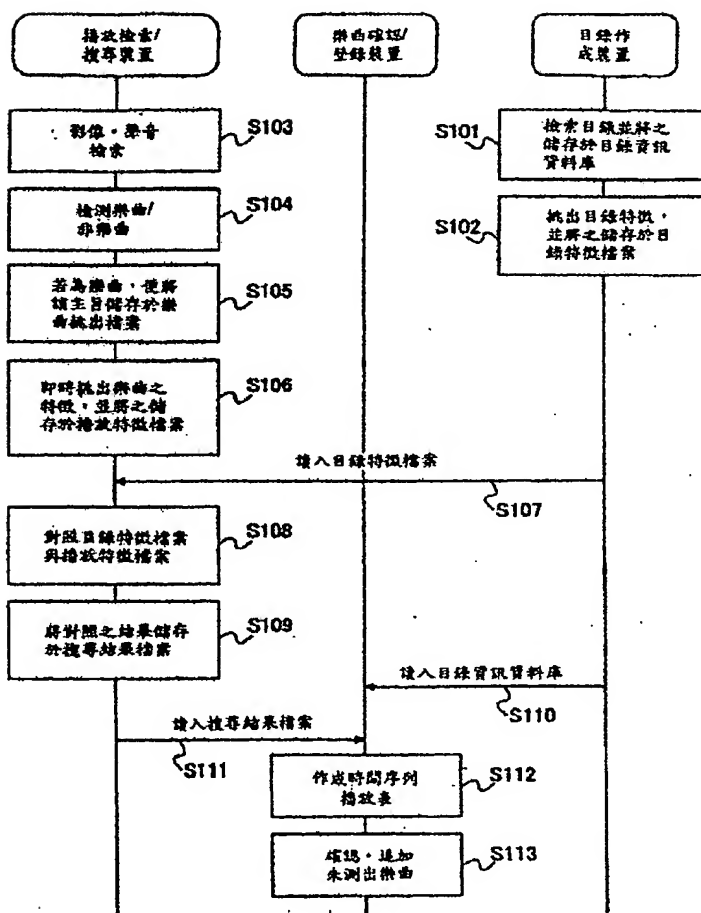 播放檢索/
搜尋裝置
樂曲確認/
登錄裝置
目錄作
成裝置
影像。聲音
檢索
S103
S101
檢索目錄並將之
儲存於目錄資訊
資料庫
檢測樂曲/
非樂曲
S104
S102
挑出目錄特徵,
並將之儲存於目
錄特徵檔案
若為樂曲,便將
該主旨儲存於樂
曲挑出檔案
S105
即時挑出樂曲之
特徵,並將之儲
存於播放特徵檔案
S106
讀入目錄特徵檔案
S107
對照目錄特徵檔案
與播放特徵檔案
S108
將對照之結果儲存
於搜尋結果檔案
S109
讀入目錄資訊資料庫
S110
讀入搜尋結果檔案
S111
作成時間序列
播放表
S112
確認。追加
未測出樂曲
S113